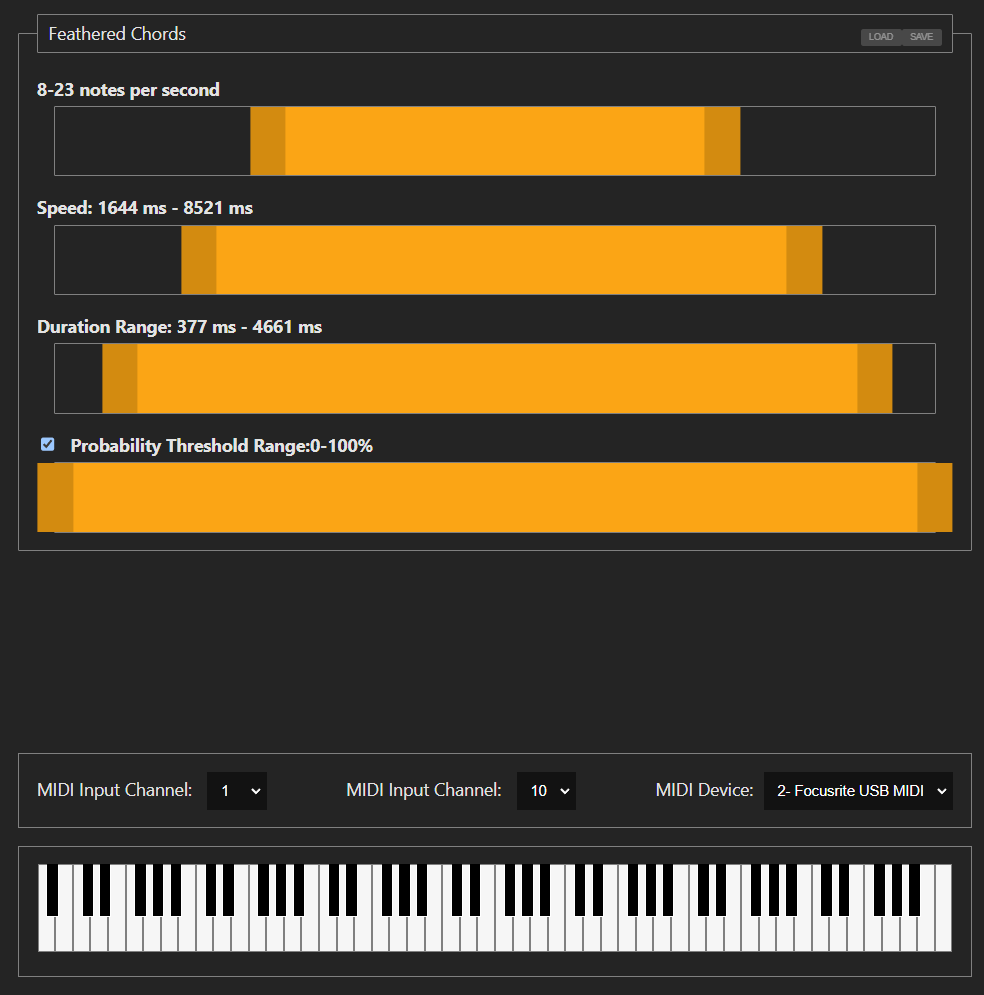 Feathered Chords
LOAD SAVE
8-23 notes per second
Speed: 1644 ms - 8521 ms
Duration Range: 377 ms - 4661 ms
Probability Threshold Range:0-100%
MIDI Input Channel: 1 MIDI Input Channel: 10 MIDI Device: 2- Focusrite USB MIDI